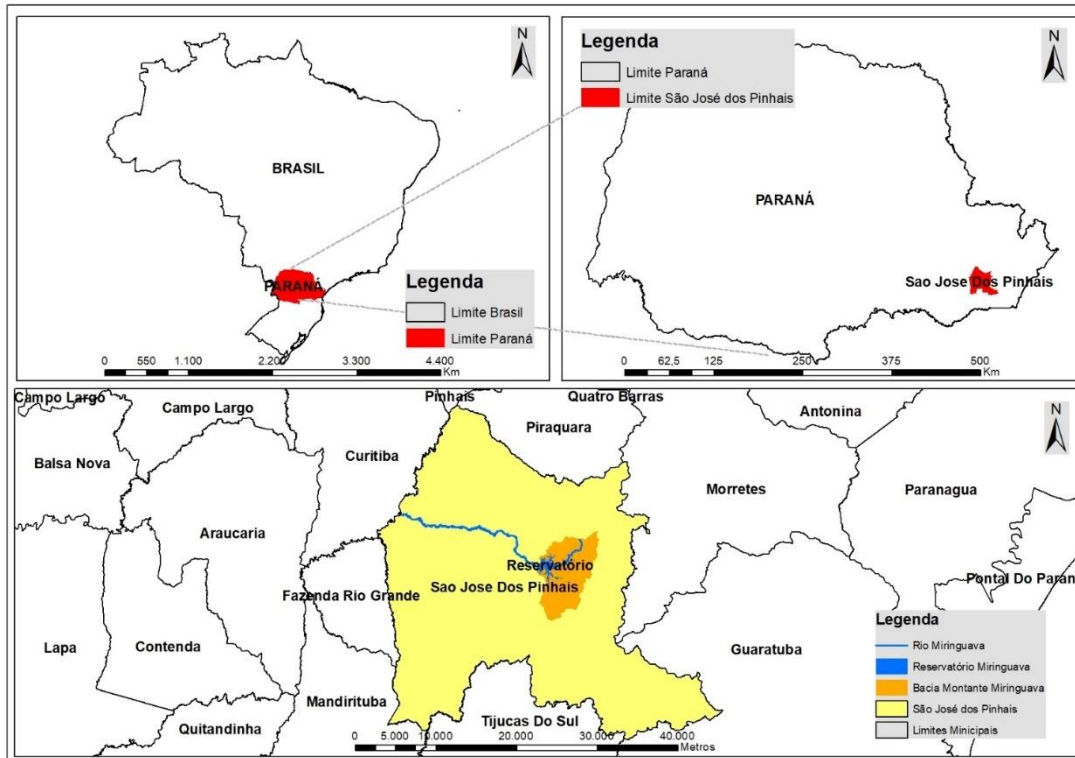 BRASIL
PARANÁ
N
Legenda
Limite Brasil
Limite Paraná
0 550 1.100 2.200 3.300 4.400
Km
Legenda
Limite Paraná
Limite São José dos Pinhais
N
PARANÁ
Sao Jose Dos Pinhais
0 62,5 125 250 375 500
Km
Campo Largo
Campo Largo
Pinhais
Quatro Barras
Piraquara
Antonina
N
Balsa Nova
Curitiba
Morretes
Paranagua
Araucaria
Reservatório
Sao Jose Dos Pinhais
Pontal Do Paran
Fazenda Rio Grande
Lapa
Contenda
Guaratuba
Mandirituba
Quitandinha
Tijucas Do Sul
Legenda
Rio Miringuava
Reservatório Miringuava
Bacia Montante Miringuava
São José dos Pinhais
Limites Minicipais
0 5.000 10.000 20.000 30.000 40.000
Metros